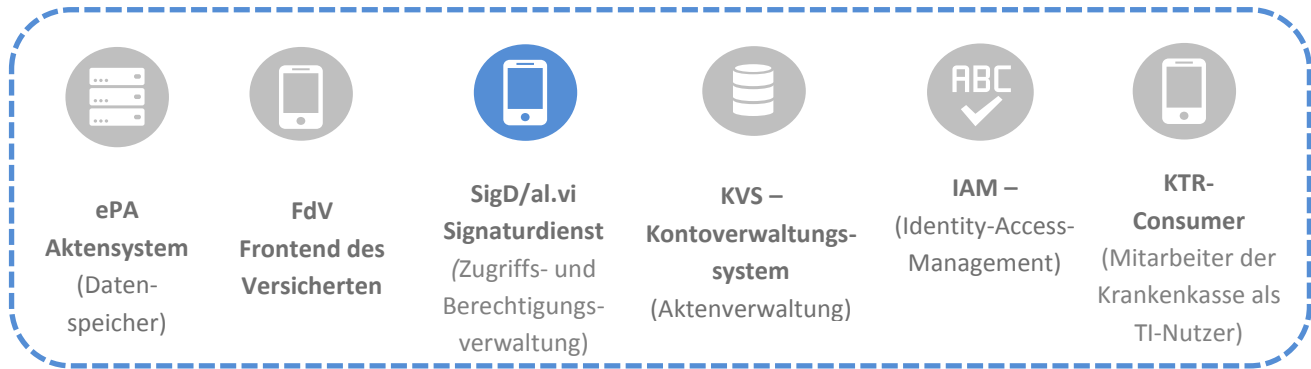 ABC
ePA
Aktensystem
(Daten-
speicher)
FdV
Frontend des
Versicherten
SigD/al.vi
Signaturdienst
(Zugriffs- und
Berechtigungs-
verwaltung)
KVS –
Kontoverwaltungs-
system
(Aktenverwaltung)
IAM –
(Identity-Access-
Management)
KTR-
Consumer
(Mitarbeiter der
Krankenkasse als
TI-Nutzer)